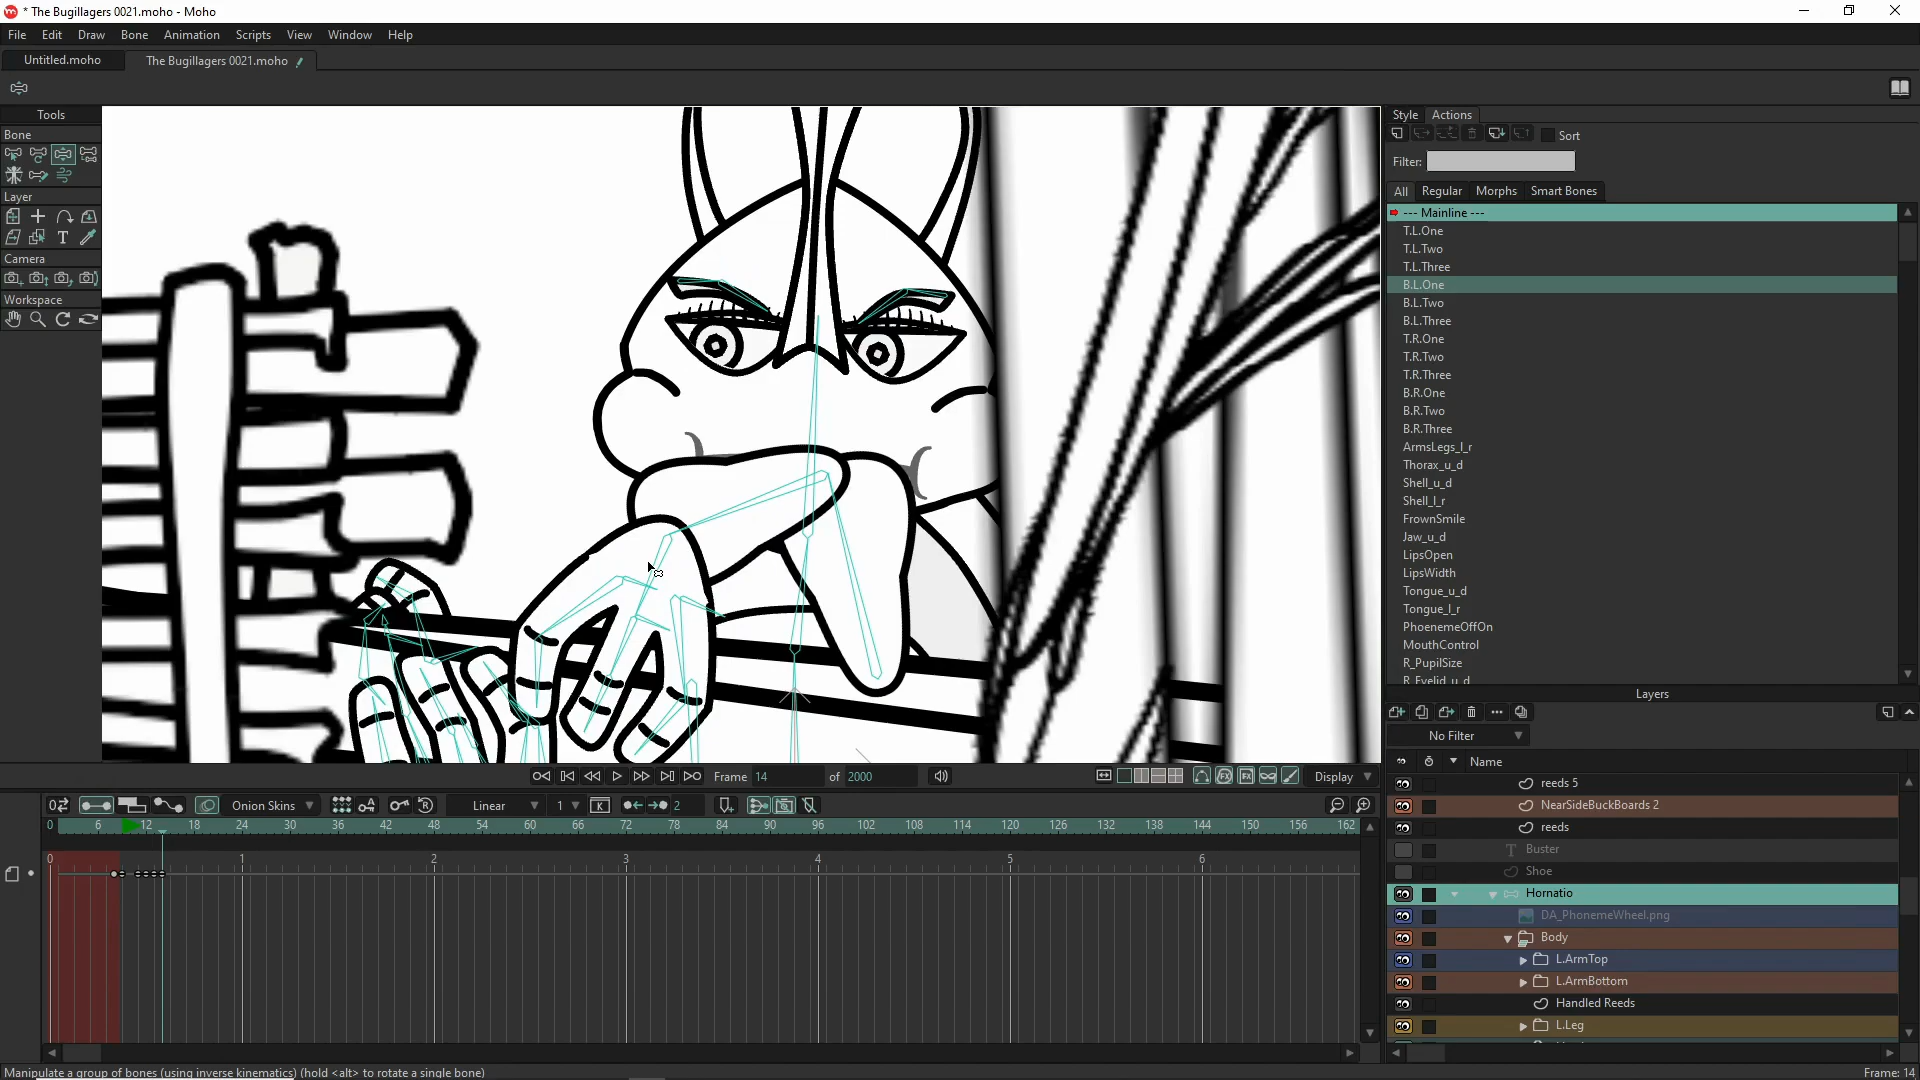 * The Bugillagers 0021.moho - Moho
File Edit Draw Bone Animation Scripts View Window Help
Untitled.moho The Bugillagers 0021.moho
Tools
Bone
Layer
T
Camera
Workspace
Style Actions
Sort
Filter:
All Regular Morphs Smart Bones
--- Mainline ---
T.L.One
T.L.Two
T.L.Three
B.L.One
B.L.Two
B.L.Three
T.R.One
T.R.Two
T.R.Three
B.R.One
B.R.Two
B.R.Three
ArmsLegs_l_r
Thorax_u_d
Shell_u_d
Shell_l_r
FrownSmile
Jaw_u_d
LipsOpen
LipsWidth
Tongue_u_d
Tongue_l_r
PhoenemeOffOn
MouthControl
R_PupilSize
R_Eyelid_u_d
Layers
No Filter
Name
reeds 5
NearSideBuckBoards 2
reeds
T Buster
Shoe
Hornatio
DA_PhonemeWheel.png
Body
L.ArmTop
L.ArmBottom
Handled Reeds
L.Leg
Frame 14 of 2000 Display
Onion Skins Linear 1 K 2
0 6 12 18 24 30 36 42 48 54 60 66 72 78 84 90 96 102 108 114 120 126 132 138 144 150 156 162
0 1 2 3 4 5 6
Manipulate a group of bones (using inverse kinematics) (hold <alt> to rotate a single bone) Frame: 14